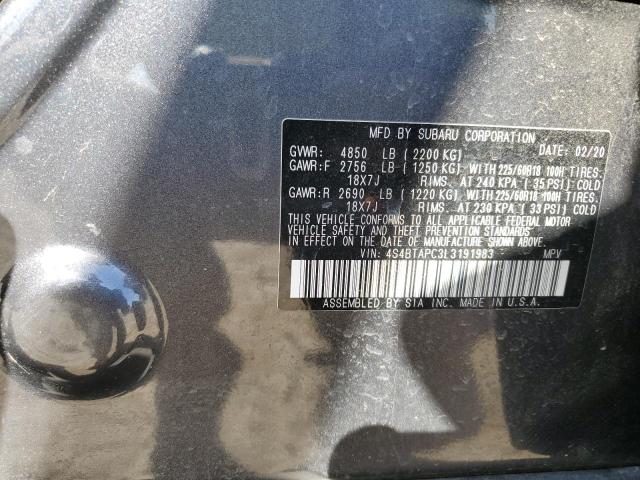 MFD BY SUBARU CORPORATION
GVWR: 4850 LB (2200 KG) DATE: 02/20
GAWR:F 2756 LB (1250 KG) WITH 225/60R18 100H TIRES.
18X7J RIMS. AT 240 KPA (35 PSI) COLD
GAWR:R 2690 LB (1220 KG) WITH 225/60R18 100H TIRES.
18X7J RIMS. AT 230 KPA (33 PSI) COLD
THIS VEHICLE CONFORMS TO ALL APPLICABLE FEDERAL MOTOR
VEHICLE SAFETY AND THEFT PREVENTION STANDARDS
IN EFFECT ON THE DATE OF MANUFACTURE SHOWN ABOVE.
VIN: 4S4BTAPC3L3191983 MPV
ASSEMBLED BY SIA INC. MADE IN U.S.A.